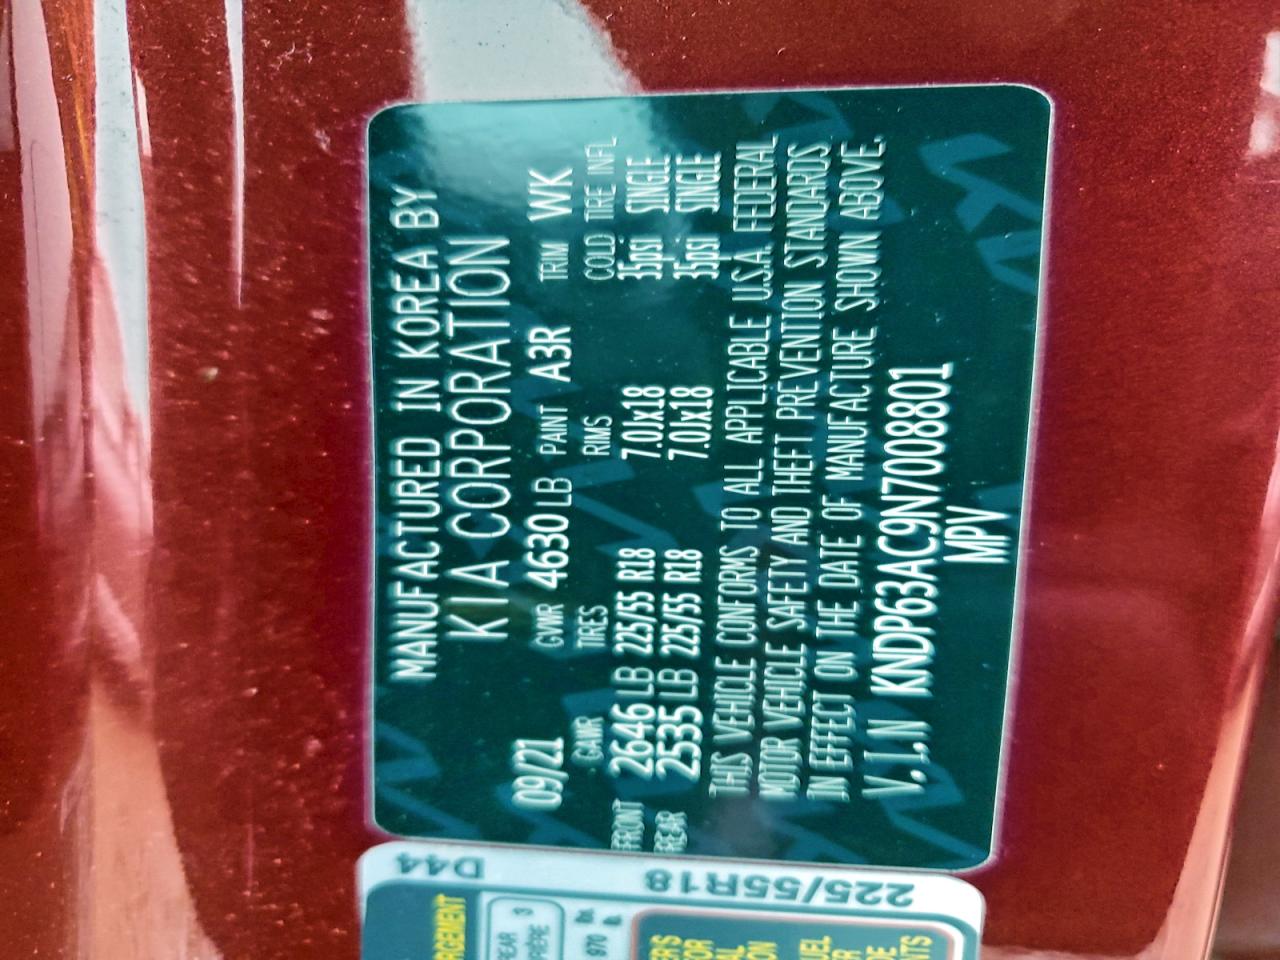 MANUFACTURED IN KOREA BY
KIA CORPORATION
09/21 GVWR 4630 LB PAINT A3R TRIM WK
GAWR TIRES RIMS COLD TIRE INFL
FRONT 2646 LB 225/55 R18 7.0Jx18 35psi SINGLE
REAR 2535 LB 225/55 R18 7.0Jx18 35psi SINGLE
THIS VEHICLE CONFORMS TO ALL APPLICABLE U.S.A. FEDERAL
MOTOR VEHICLE SAFETY AND THEFT PREVENTION STANDARDS
IN EFFECT ON THE DATE OF MANUFACTURE SHOWN ABOVE.
V.I.N KNDP63AC9N7008801
MPV
D44
225/55R18
REAR 3
970